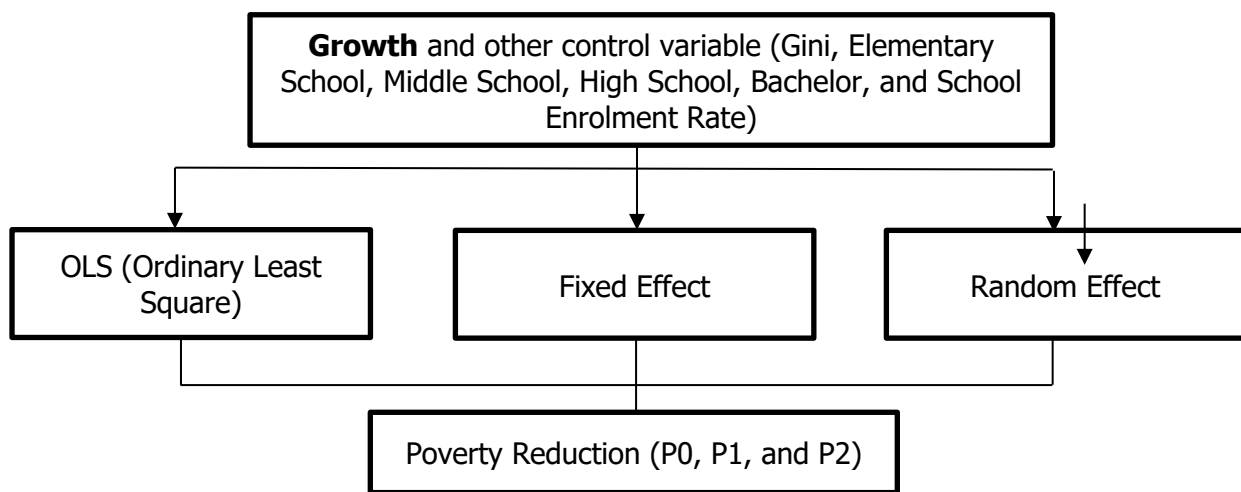 Growth and other control variable (Gini, Elementary
School, Middle School, High School, Bachelor, and School
Enrolment Rate)
OLS (Ordinary Least
Square)
Fixed Effect
Random Effect
Poverty Reduction (P0, P1, and P2)